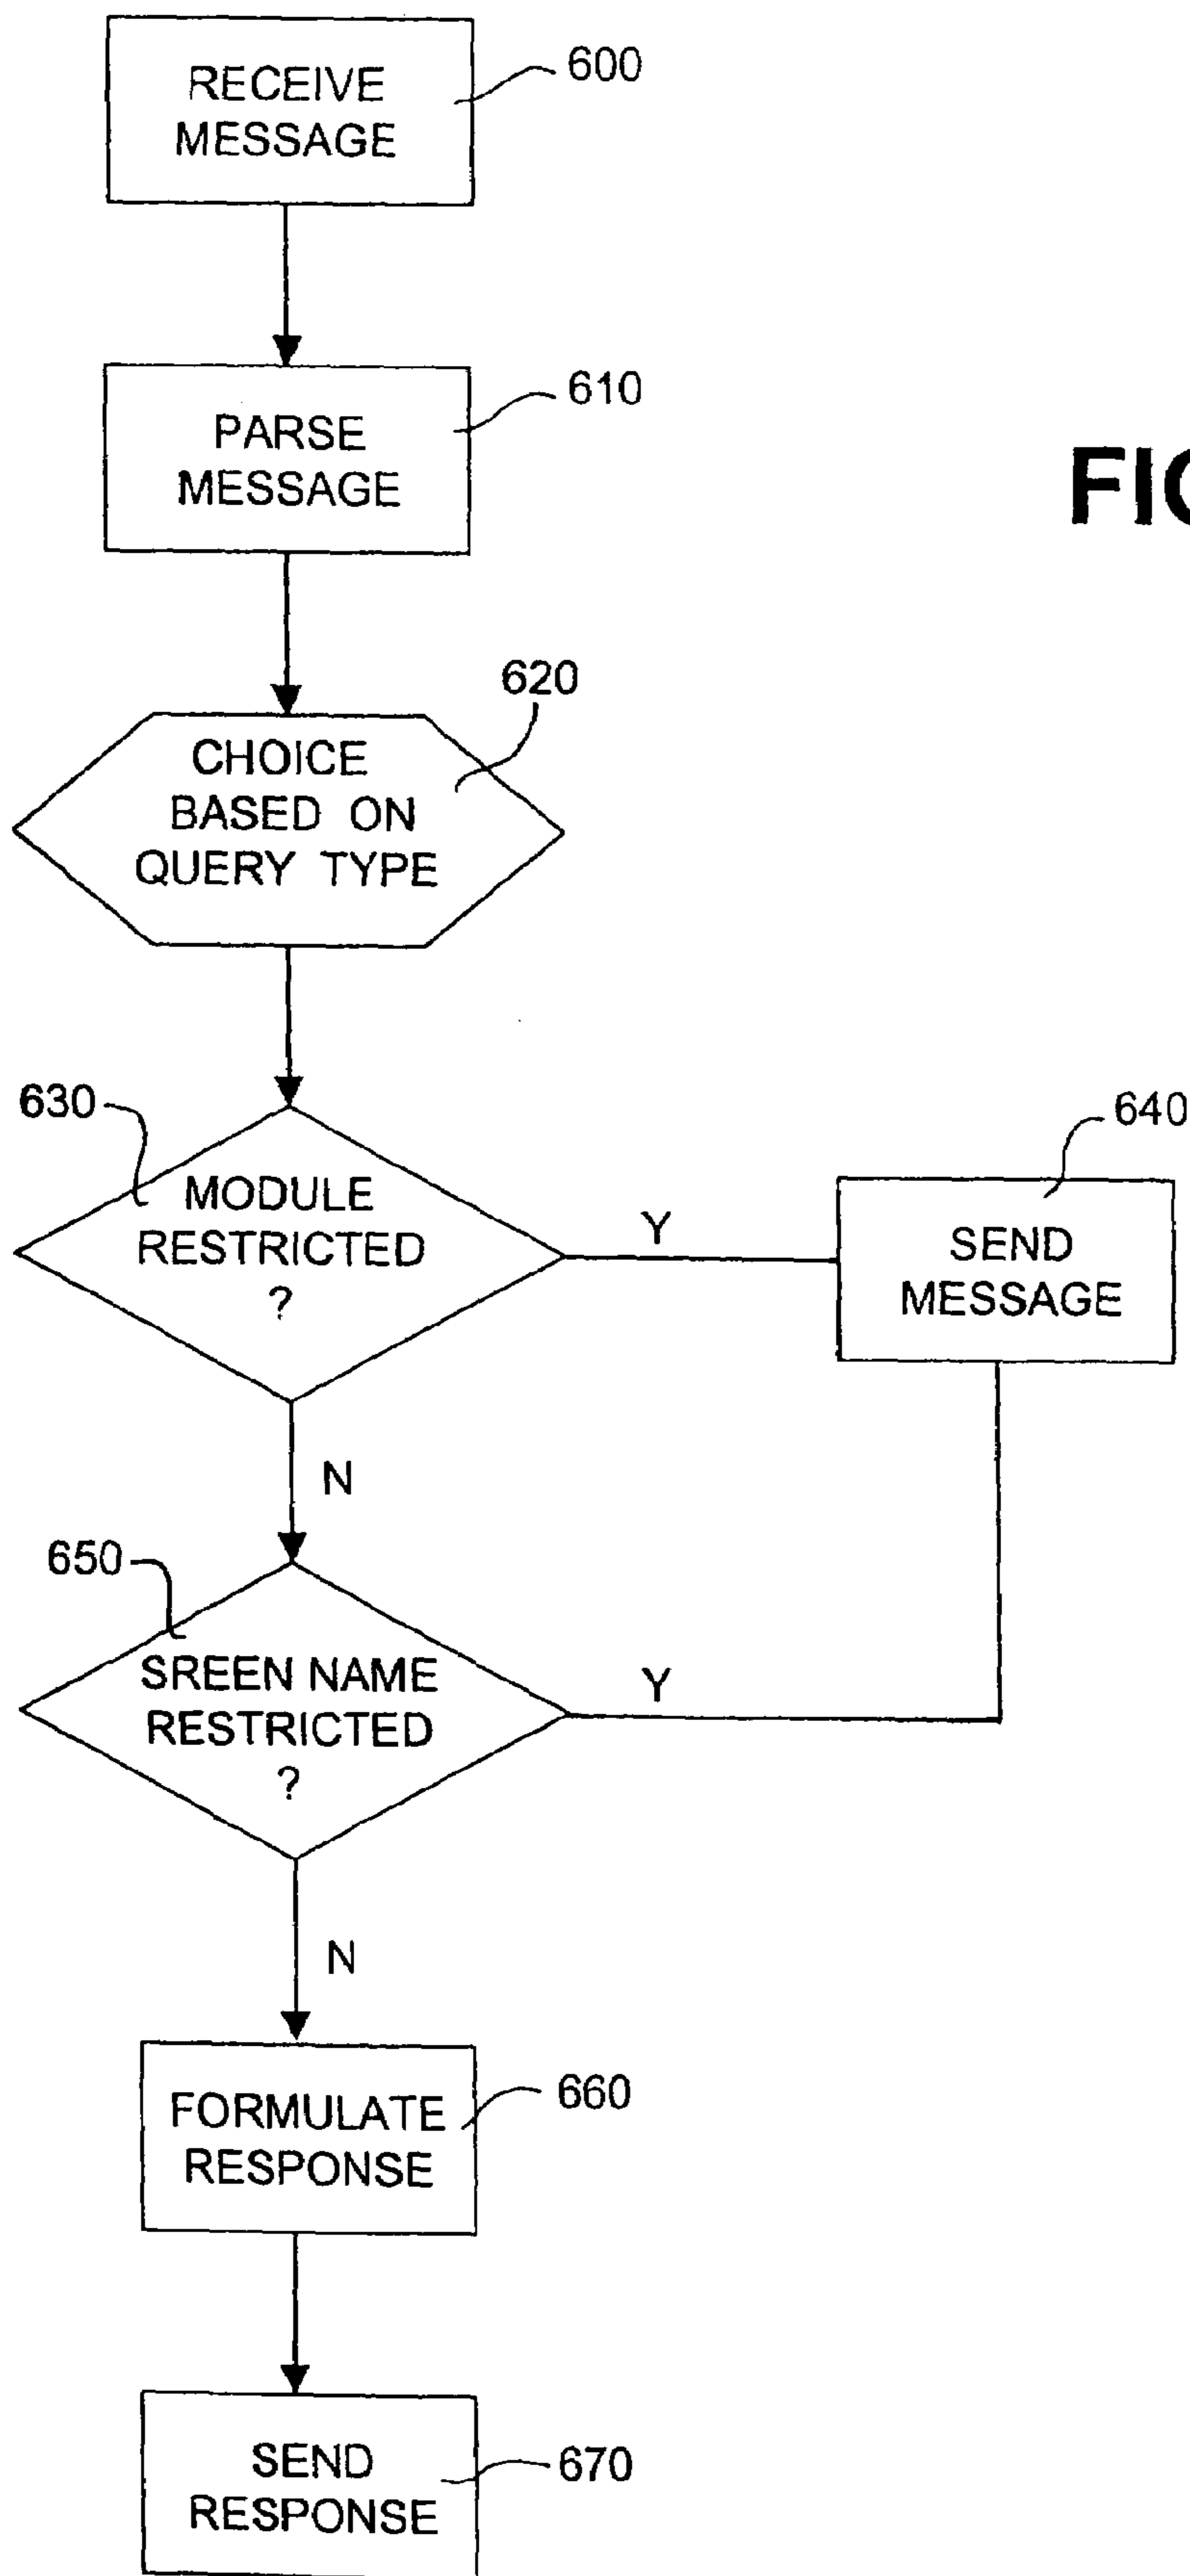 RECEIVE
MESSAGE
600
PARSE
MESSAGE
610
620
CHOICE
BASED ON
QUERY TYPE
630
MODULE
RESTRICTED
?
Y
640
SEND
MESSAGE
N
650
SREEN NAME
RESTRICTED
?
Y
N
FORMULATE
RESPONSE
660
SEND
RESPONSE
670